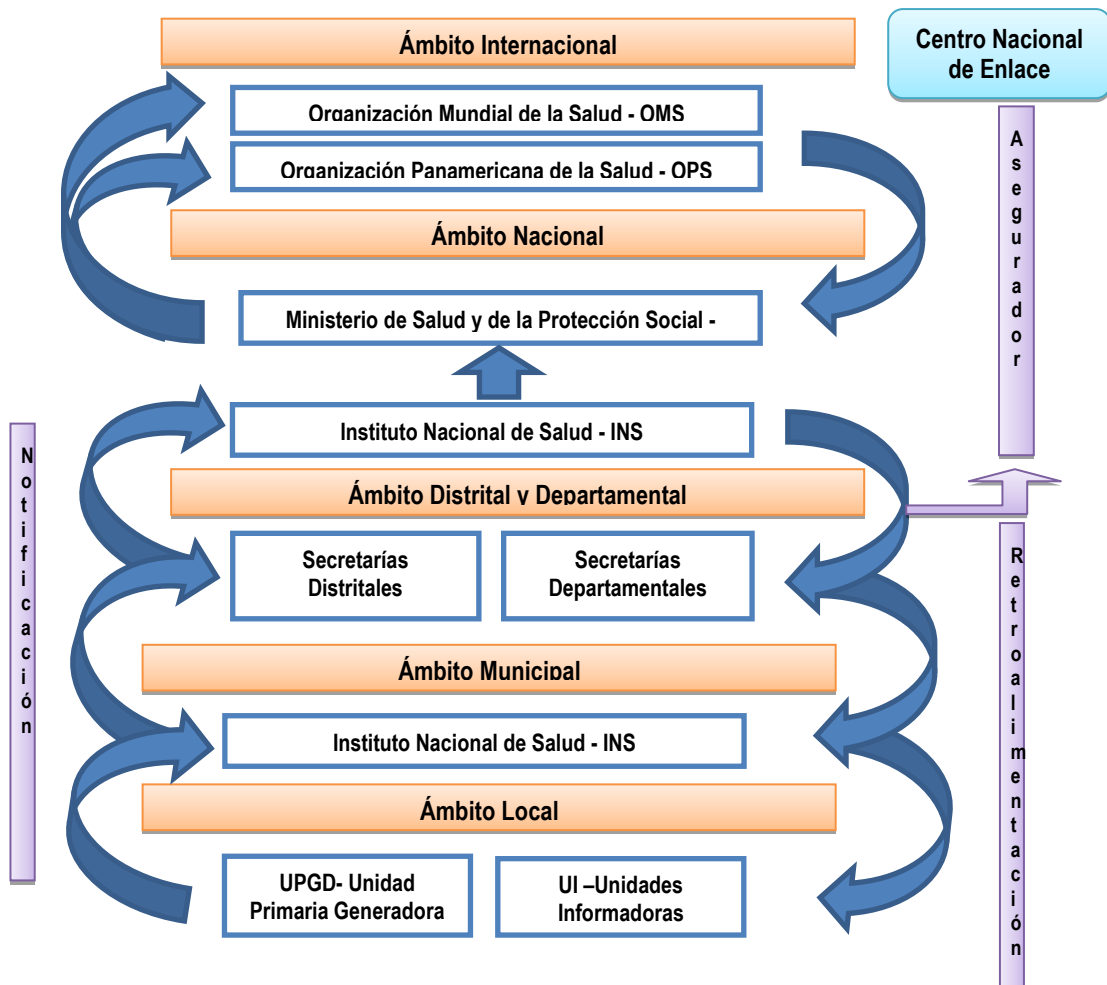 Ámbito Internacional
Centro Nacional
de Enlace
Organización Mundial de la Salud - OMS
Organización Panamericana de la Salud - OPS
Asegurador
Ámbito Nacional
Ministerio de Salud y de la Protección Social -
Instituto Nacional de Salud - INS
Notificación
Ámbito Distrital y Departamental
Secretarías
Distritales
Secretarías
Departamentales
Retroalimentación
Ámbito Municipal
Instituto Nacional de Salud - INS
Ámbito Local
UPGD- Unidad
Primaria Generadora
UI –Unidades
Informadoras